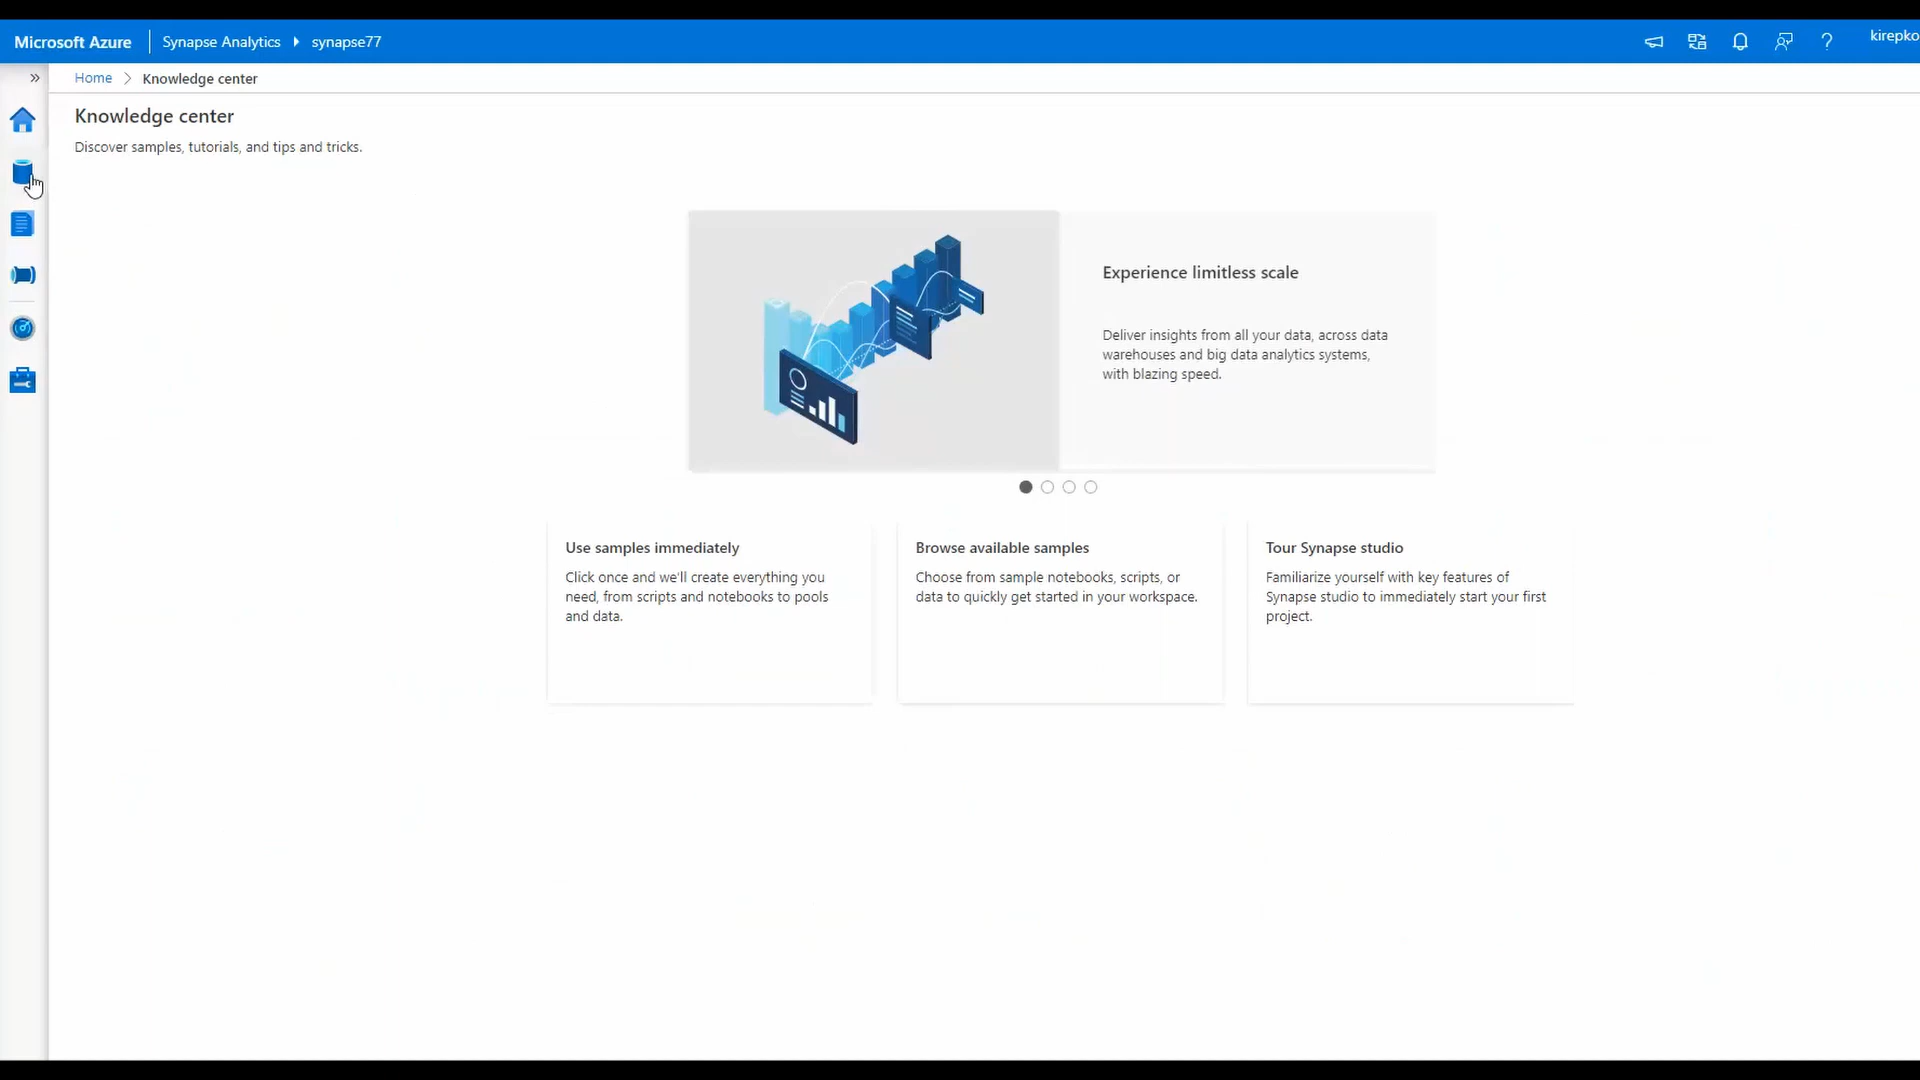 Microsoft Azure
Synapse Analytics
synapse77
kirepko
Home
Knowledge center
Knowledge center
Discover samples, tutorials, and tips and tricks.
Experience limitless scale
Deliver insights from all your data, across data
warehouses and big data analytics systems,
with blazing speed.
Use samples immediately
Click once and we'll create everything you
need, from scripts and notebooks to pools
and data.
Browse available samples
Choose from sample notebooks, scripts, or
data to quickly get started in your workspace.
Tour Synapse studio
Familiarize yourself with key features of
Synapse studio to immediately start your first
project.